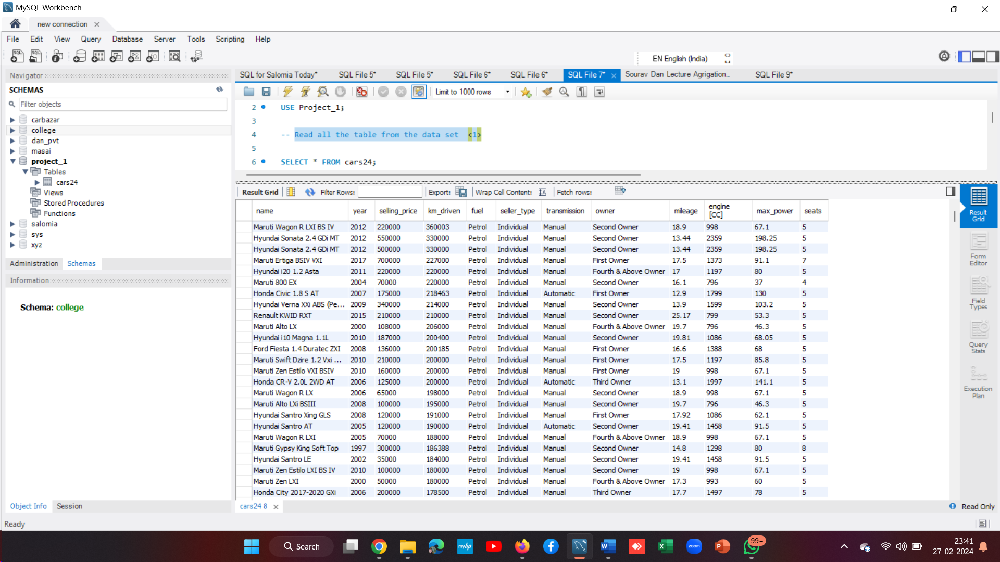 MySQL Workbench
new connection
File Edit View Query Database Server Tools Scripting Help
EN English (India)
Navigator
SCHEMAS
Filter objects
carbazar
college
dan_pvt
masai
project_1
Tables
cars24
Views
Stored Procedures
Functions
salomia
sys
xyz
Administration Schemas
Information
Schema: college
Object Info Session
SQL for Salomia Today* SQL File 5* SQL File 5* SQL File 6* SQL File 6* SQL File 7* Sourav Dan Lecture Agrigation... SQL File 9*
Limit to 1000 rows
2 USE Project_1;
3
4 -- Read all the table from the data set <1>
5
6 SELECT * FROM cars24;
Result Grid Filter Rows: Export: Wrap Cell Content: Fetch rows:
name year selling_price km_driven fuel seller_type transmission owner mileage engine [CC] max_power seats
Maruti Wagon R LXI BS IV 2012 220000 360003 Petrol Individual Manual Second Owner 18.9 998 67.1 5
Hyundai Sonata 2.4 GDi MT 2012 550000 330000 Petrol Individual Manual Second Owner 13.44 2359 198.25 5
Hyundai Sonata 2.4 GDi MT 2012 500000 330000 Petrol Individual Manual Second Owner 13.44 2359 198.25 5
Maruti Ertiga BSIV VXI 2017 700000 227000 Petrol Individual Manual First Owner 17.5 1373 91.1 7
Hyundai i20 1.2 Asta 2011 220000 220000 Petrol Individual Manual Fourth & Above Owner 17 1197 80 5
Maruti 800 EX 2004 70000 220000 Petrol Individual Manual Second Owner 16.1 796 37 4
Honda Civic 1.8 S AT 2007 175000 218463 Petrol Individual Automatic First Owner 12.9 1799 130 5
Hyundai Verna XXi ABS (Pe... 2009 340000 214000 Petrol Individual Manual Second Owner 13.9 1599 103.2 5
Renault KWID RXT 2015 210000 210000 Petrol Individual Manual Second Owner 25.17 799 53.3 5
Maruti Alto LX 2000 108000 206000 Petrol Individual Manual Fourth & Above Owner 19.7 796 46.3 5
Hyundai i10 Magna 1.1L 2010 187000 200400 Petrol Individual Manual Second Owner 19.81 1086 68.05 5
Ford Fiesta 1.4 Duratec ZXI 2008 136000 200185 Petrol Individual Manual First Owner 16.6 1388 68 5
Maruti Swift Dzire 1.2 Vxi ... 2010 210000 200000 Petrol Individual Manual First Owner 17.5 1197 85.8 5
Maruti Zen Estilo VXI BSIV 2010 160000 200000 Petrol Individual Manual First Owner 19 998 67.1 5
Honda CR-V 2.0L 2WD AT 2006 125000 200000 Petrol Individual Automatic Third Owner 13.1 1997 141.1 5
Maruti Wagon R LX 2006 65000 198000 Petrol Individual Manual Second Owner 18.9 998 67.1 5
Maruti Alto LXi BSIII 2008 100000 195000 Petrol Individual Manual Second Owner 19.7 796 46.3 5
Hyundai Santro Xing GLS 2008 120000 191000 Petrol Individual Manual First Owner 17.92 1086 62.1 5
Hyundai Santro AT 2005 120000 190000 Petrol Individual Automatic Second Owner 19.41 1458 91.5 5
Maruti Wagon R LXI 2005 70000 188000 Petrol Individual Manual Fourth & Above Owner 18.9 998 67.1 5
Maruti Gypsy King Soft Top 1997 300000 186388 Petrol Individual Manual Second Owner 14.8 1298 80 8
Hyundai Santro LE 2002 35000 184000 Petrol Individual Manual Second Owner 19.41 1458 91.5 5
Maruti Zen Estilo LXI BS IV 2010 100000 180000 Petrol Individual Manual Second Owner 19 998 67.1 5
Maruti Zen LXI 2000 50000 180000 Petrol Individual Manual Fourth & Above Owner 17.3 993 60 5
Honda City 2017-2020 GXi 2006 200000 178500 Petrol Individual Manual Third Owner 17.7 1497 78 5
Result Grid
Form Editor
Field Types
Query Stats
Execution Plan
cars24 8
Read Only
Ready
Search
myhp
zoom
99+
23:41
27-02-2024